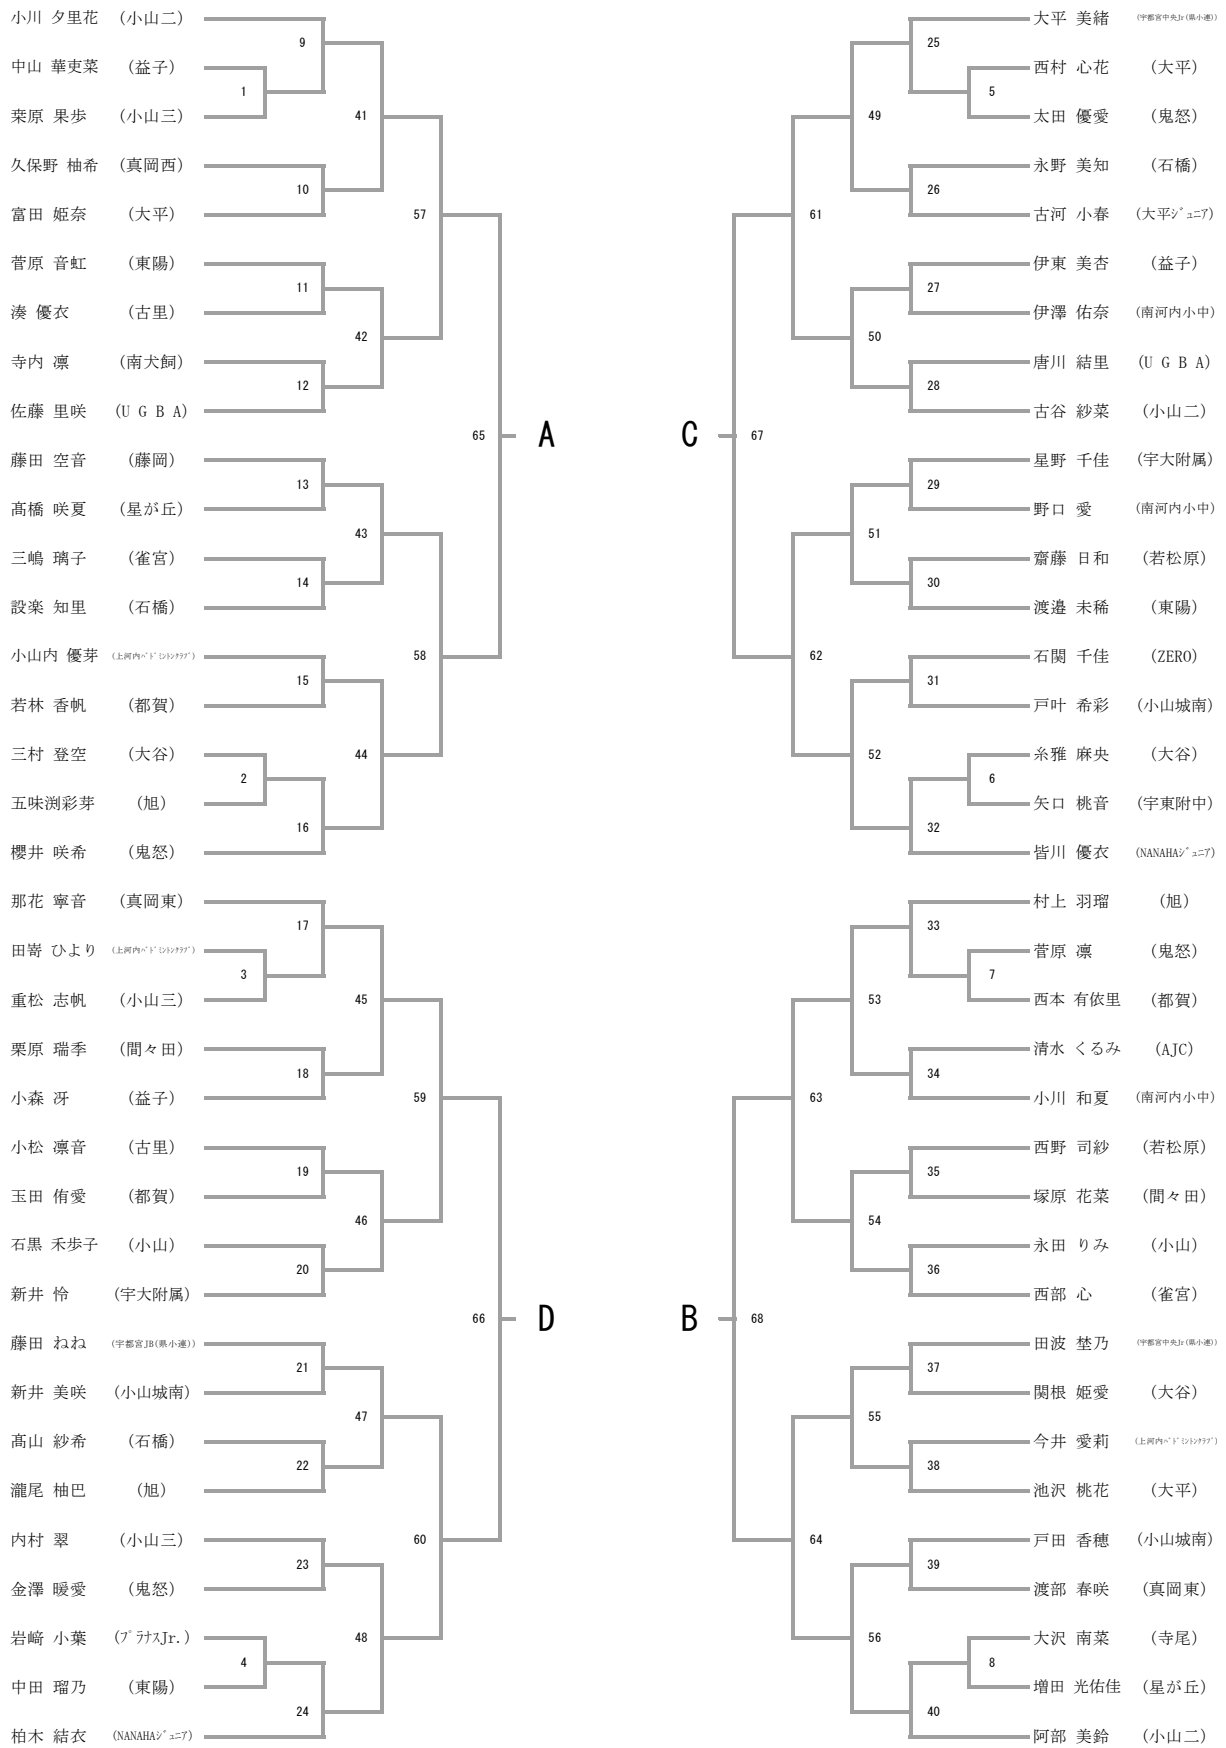 小川 夕里花 (小山二)
9
中山 華吏菜 (益子)
1
桒原 果歩 (小山三)
41
久保野 柚希 (真岡西)
10
富田 姫奈 (大平)
57
菅原 音虹 (東陽)
11
湊 優衣 (古里)
42
寺内 凛 (南犬飼)
12
佐藤 里咲 (U G B A)
65 A
藤田 空音 (藤岡)
13
髙橋 咲夏 (星が丘)
43
三嶋 璃子 (雀宮)
14
設楽 知里 (石橋)
小山内 優芽 (上河内ﾊﾞﾄﾞﾐﾝﾄﾝｸﾗﾌﾞ)
58
15
若林 香帆 (都賀)
三村 登空 (大谷)
44
2
五味渕彩芽 (旭)
16
櫻井 咲希 (鬼怒)
那花 寧音 (真岡東)
17
田嵜 ひより (上河内ﾊﾞﾄﾞﾐﾝﾄﾝｸﾗﾌﾞ)
3
重松 志帆 (小山三)
45
栗原 瑞季 (間々田)
18
小森 冴 (益子)
59
小松 凛音 (古里)
19
玉田 侑愛 (都賀)
46
石黒 禾歩子 (小山)
20
新井 怜 (宇大附属)
66 D
藤田 ねね (宇都宮JB(県小連))
21
新井 美咲 (小山城南)
47
髙山 紗希 (石橋)
22
瀧尾 柚巴 (旭)
内村 翠 (小山三)
60
23
金澤 暖愛 (鬼怒)
岩﨑 小葉 (ﾌﾟﾗﾅｽJr.)
48
4
中田 瑠乃 (東陽)
24
柏木 結衣 (NANAHAｼﾞｭﾆｱ)
大平 美緒 (宇都宮中央Jr(県小連))
25
西村 心花 (大平)
5
太田 優愛 (鬼怒)
49
永野 美知 (石橋)
26
古河 小春 (大平ｼﾞｭﾆｱ)
61
伊東 美杏 (益子)
27
伊澤 佑奈 (南河内小中)
50
唐川 結里 (U G B A)
28
古谷 紗菜 (小山二)
C 67
星野 千佳 (宇大附属)
29
野口 愛 (南河内小中)
51
齋藤 日和 (若松原)
30
渡邉 未稀 (東陽)
石関 千佳 (ZERO)
62
31
戸叶 希彩 (小山城南)
糸雅 麻央 (大谷)
52
6
矢口 桃音 (宇東附中)
32
皆川 優衣 (NANAHAｼﾞｭﾆｱ)
村上 羽瑠 (旭)
33
菅原 凛 (鬼怒)
7
西本 有依里 (都賀)
53
清水 くるみ (AJC)
34
小川 和夏 (南河内小中)
63
西野 司紗 (若松原)
35
塚原 花菜 (間々田)
54
永田 りみ (小山)
36
西部 心 (雀宮)
B 68
田波 埜乃 (宇都宮中央Jr(県小連))
37
関根 姫愛 (大谷)
55
今井 愛莉 (上河内ﾊﾞﾄﾞﾐﾝﾄﾝｸﾗﾌﾞ)
38
池沢 桃花 (大平)
戸田 香穂 (小山城南)
64
39
渡部 春咲 (真岡東)
大沢 南菜 (寺尾)
56
8
増田 光佑佳 (星が丘)
40
阿部 美鈴 (小山二)